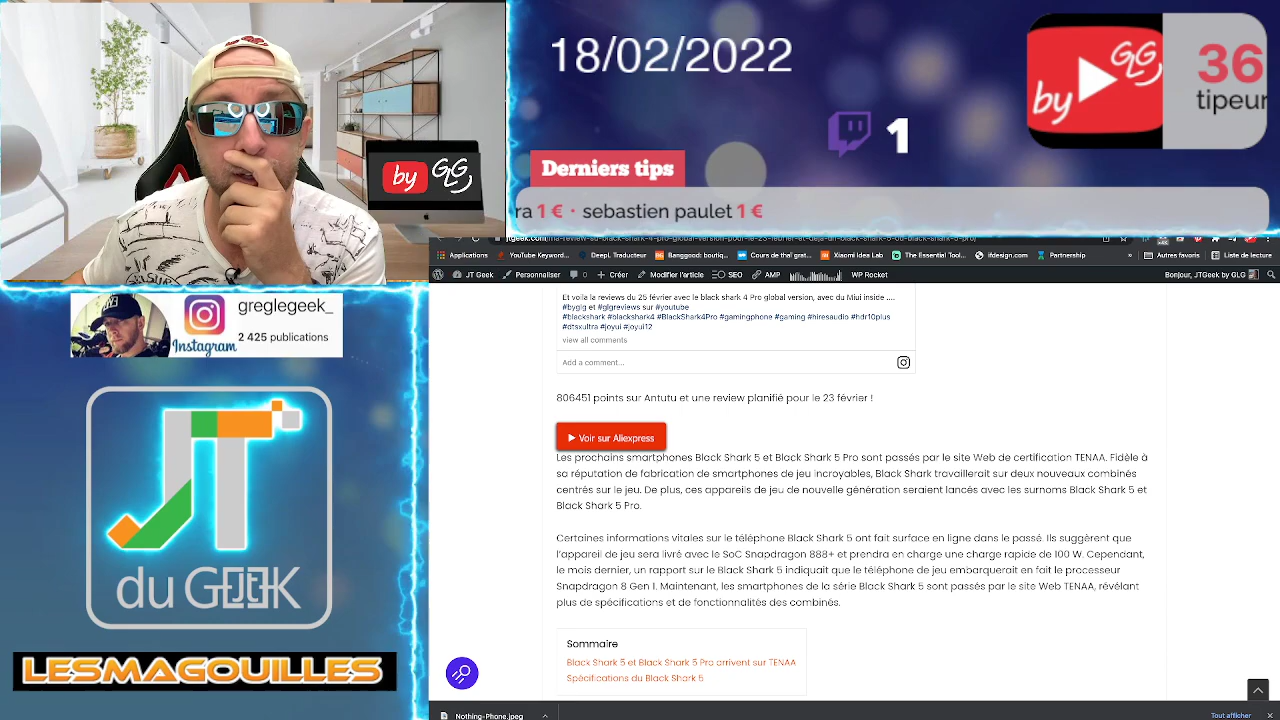 18/02/2022
by GLG
36
tipeur
1
Derniers tips
ra 1 € · sebastien paulet 1 €
by GLG
Applications
YouTube Keyword...
DeepL Traducteur
Banggood: boutiq...
Cours de thaï grat...
Xiaomi Idea Lab
The Essential Tool...
ifdesign.com
Partnership
»
Autres favoris
Liste de lecture
JT Geek
Personnaliser
0
Créer
Modifier l'article
SEO
AMP
WP Rocket
Bonjour, JTGeek by GLG
greglegeek_
2 425 publications
Instagram
JT
du GEEK
LESMAGOUILLES
Et voila la reviews du 25 février avec le black shark 4 Pro global version, avec du Miui inside ....
#byglg et #glgreviews sur #youtube
#blackshark #blackshark4 #BlackShark4Pro #gamingphone #gaming #hiresaudio #hdr10plus
#dtsxultra #joyui #joyui12
view all comments
Add a comment...
806451 points sur Antutu et une review planifié pour le 23 février !
Voir sur Aliexpress
Les prochains smartphones Black Shark 5 et Black Shark 5 Pro sont passés par le site Web de certification TENAA. Fidèle à
sa réputation de fabrication de smartphones de jeu incroyables, Black Shark travaillerait sur deux nouveaux combinés
centrés sur le jeu. De plus, ces appareils de jeu de nouvelle génération seraient lancés avec les surnoms Black Shark 5 et
Black Shark 5 Pro.
Certaines informations vitales sur le téléphone Black Shark 5 ont fait surface en ligne dans le passé. Ils suggèrent que
l'appareil de jeu sera livré avec le SoC Snapdragon 888+ et prendra en charge une charge rapide de 100 W. Cependant,
le mois dernier, un rapport sur le Black Shark 5 indiquait que le téléphone de jeu embarquerait en fait le processeur
Snapdragon 8 Gen 1. Maintenant, les smartphones de la série Black Shark 5 sont passés par le site Web TENAA, révélant
plus de spécifications et de fonctionnalités des combinés.
Sommaire
Black Shark 5 et Black Shark 5 Pro arrivent sur TENAA
Spécifications du Black Shark 5
Nothing-Phone.jpeg
Tout afficher